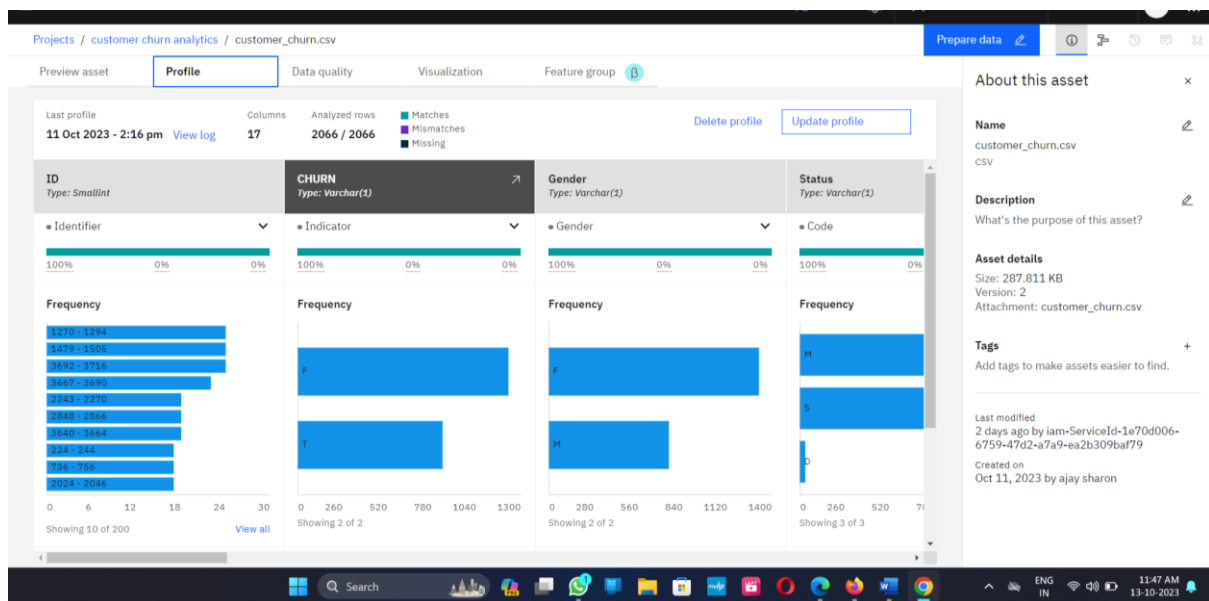 Projects / customer churn analytics / customer_churn.csv
Prepare data
Preview asset Profile Data quality Visualization Feature group β
Last profile Columns Analyzed rows Matches
11 Oct 2023 - 2:16 pm View log 17 2066 / 2066 Mismatches
Missing
Delete profile Update profile
ID CHURN Gender Status
Type: Smallint Type: Varchar(1) Type: Varchar(1) Type: Varchar(1)
Identifier Indicator Gender Code
100% 0% 0% 100% 0% 0% 100% 0% 0% 100% 0%
Frequency Frequency Frequency Frequency
1270 - 1294
1479 - 1505
3692 - 3716
3667 - 3690
2243 - 2270
2848 - 2866
3640 - 3664
224 - 244
736 - 756
2024 - 2046
0 6 12 18 24 30
Showing 10 of 200 View all
F
T
0 260 520 780 1040 1300
Showing 2 of 2
F
M
0 280 560 840 1120 1400
Showing 2 of 2
M
S
D
0 260 520
Showing 3 of 3
About this asset
Name
customer_churn.csv
CSV
Description
What's the purpose of this asset?
Asset details
Size: 287.811 KB
Version: 2
Attachment: customer_churn.csv
Tags
Add tags to make assets easier to find.
Last modified
2 days ago by iam-ServiceId-1e70d006-
6759-47d2-a7a9-ea2b309baf79
Created on
Oct 11, 2023 by ajay sharon
Search
ENG
IN
11:47 AM
13-10-2023